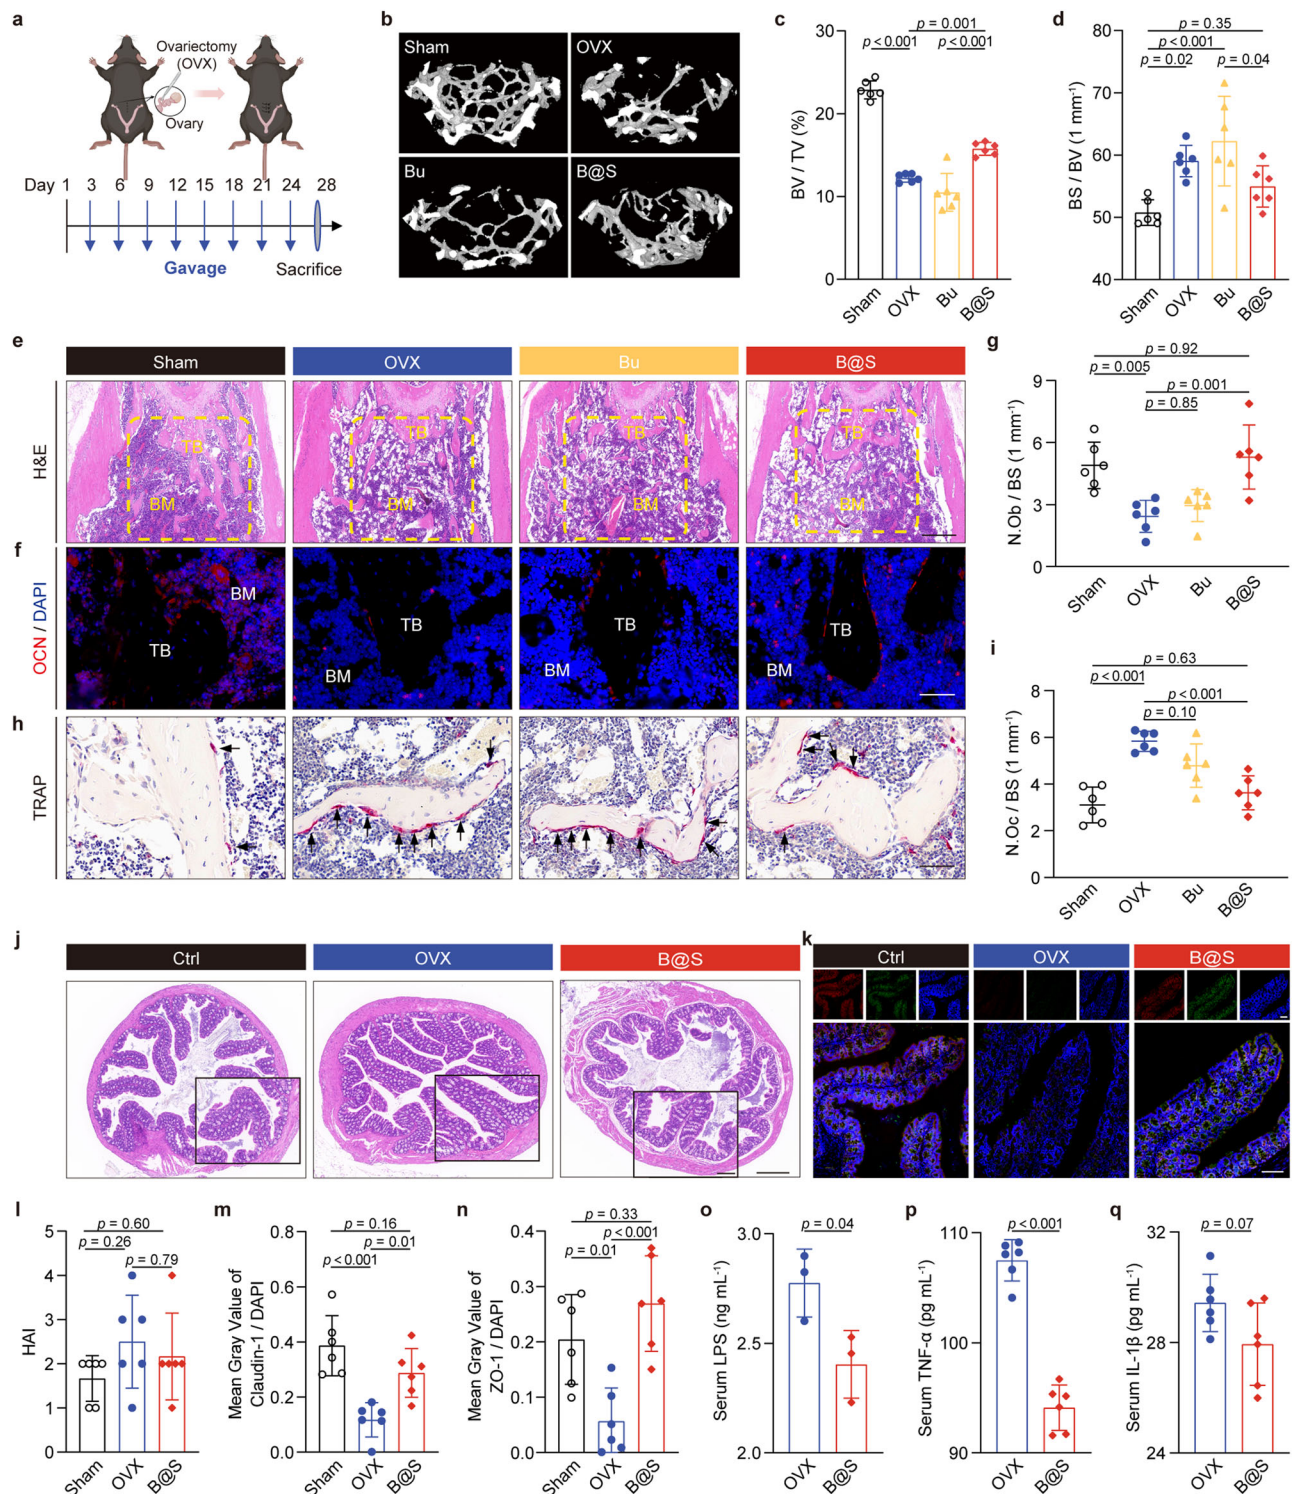 a
Ovariectomy
(OVX)
Ovary
Day 1 3 6 9 12 15 18 21 24 28
Gavage
Sacrifice
b
Sham
OVX
Bu
B@S
c
p = 0.001
p < 0.001 p < 0.001
BV / TV (%)
30
20
10
0
Sham OVX Bu B@S
d
p = 0.35
p < 0.001
p = 0.02 p = 0.04
BS / BV (1 mm⁻¹)
80
70
60
50
40
Sham OVX Bu B@S
e
Sham OVX Bu B@S
H&E
TB TB TB TB
BM BM BM BM
f
OCN / DAPI
BM
TB
TB
BM
TB
BM
TB
BM
g
p = 0.92
p = 0.005
p = 0.001
p = 0.85
N.Ob / BS (1 mm⁻¹)
9
6
3
0
Sham OVX Bu B@S
h
TRAP
i
p = 0.63
p < 0.001
p < 0.001
p = 0.10
N.Oc / BS (1 mm⁻¹)
8
6
4
2
0
Sham OVX Bu B@S
j
Ctrl OVX B@S
k
Ctrl OVX B@S
l
p = 0.60
p = 0.26
p = 0.79
HAI
5
4
3
2
1
0
Sham OVX B@S
m
p = 0.16
p = 0.01
p < 0.001
Mean Gray Value of
Claudin-1 / DAPI
0.8
0.6
0.4
0.2
0.0
Sham OVX B@S
n
p = 0.33
p < 0.001
p = 0.01
Mean Gray Value of
ZO-1 / DAPI
0.4
0.3
0.2
0.1
0.0
Sham OVX B@S
o
p = 0.04
Serum LPS (ng mL⁻¹)
3.0
2.5
2.0
OVX B@S
p
p < 0.001
Serum TNF-α (pg mL⁻¹)
110
100
90
OVX B@S
q
p = 0.07
Serum IL-1β (pg mL⁻¹)
32
28
24
OVX B@S